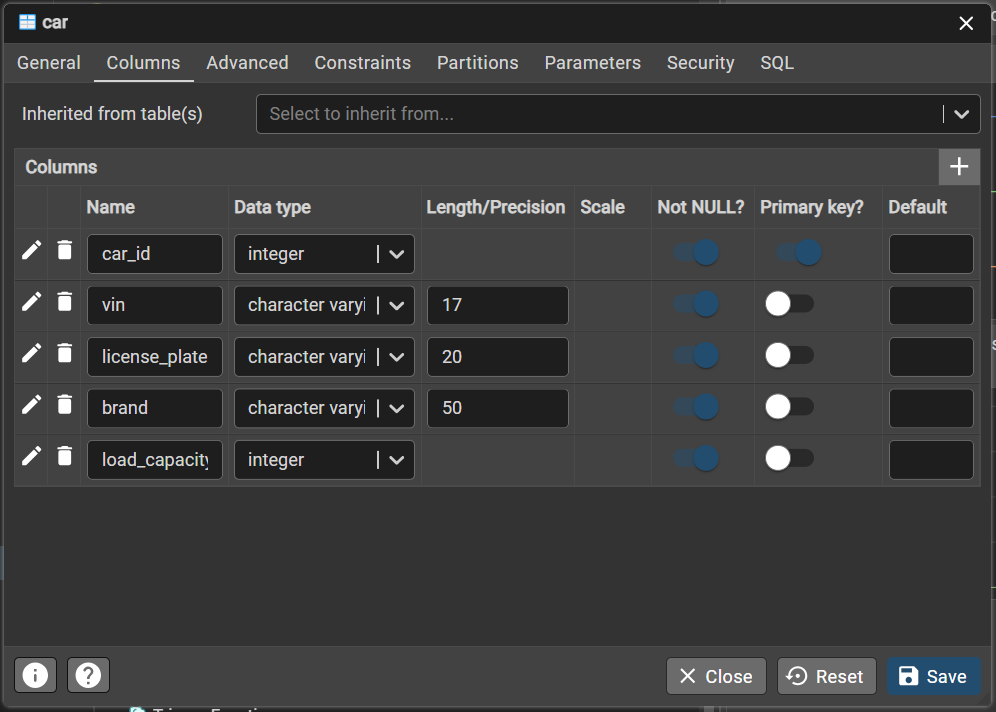 car
General Columns Advanced Constraints Partitions Parameters Security SQL
Inherited from table(s) Select to inherit from...
Columns
Name Data type Length/Precision Scale Not NULL? Primary key? Default
car_id integer
vin character varyi 17
license_plate character varyi 20
brand character varyi 50
load_capacity integer
Close Reset Save